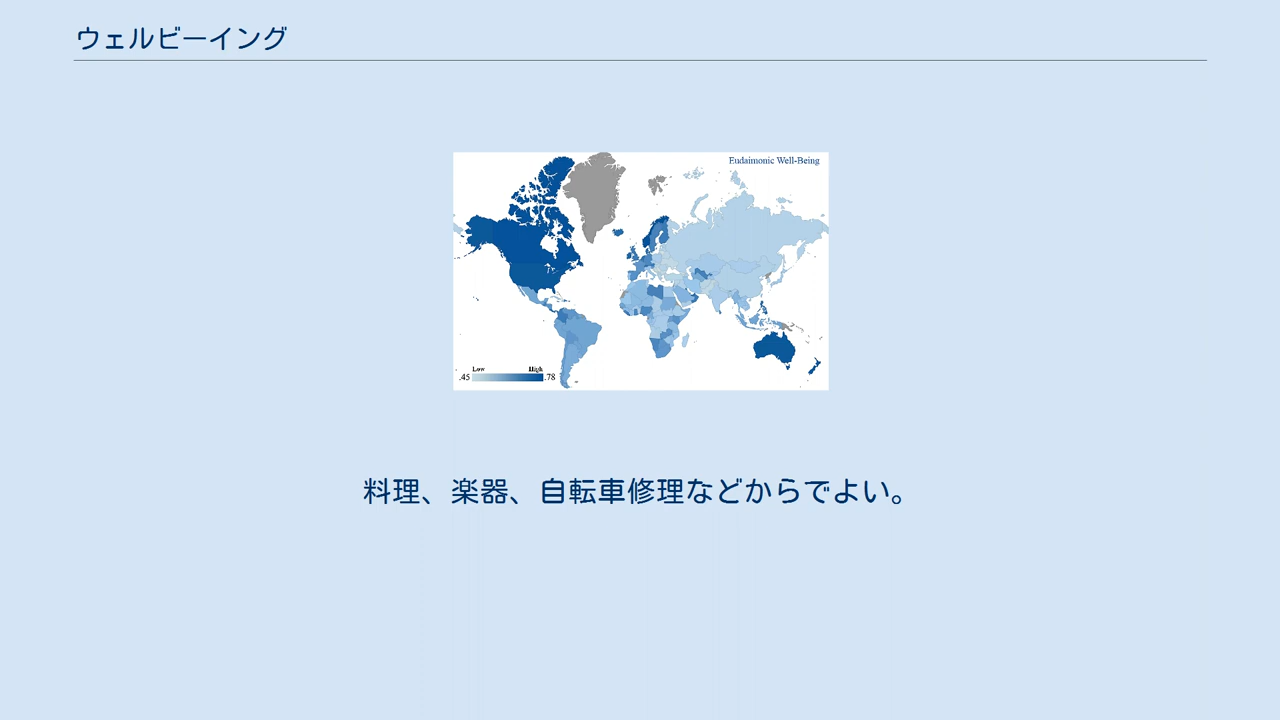 ウェルビーイング
Eudaimonic Well-Being
Low High
.45 .78
料理、楽器、自転車修理などからでよい。